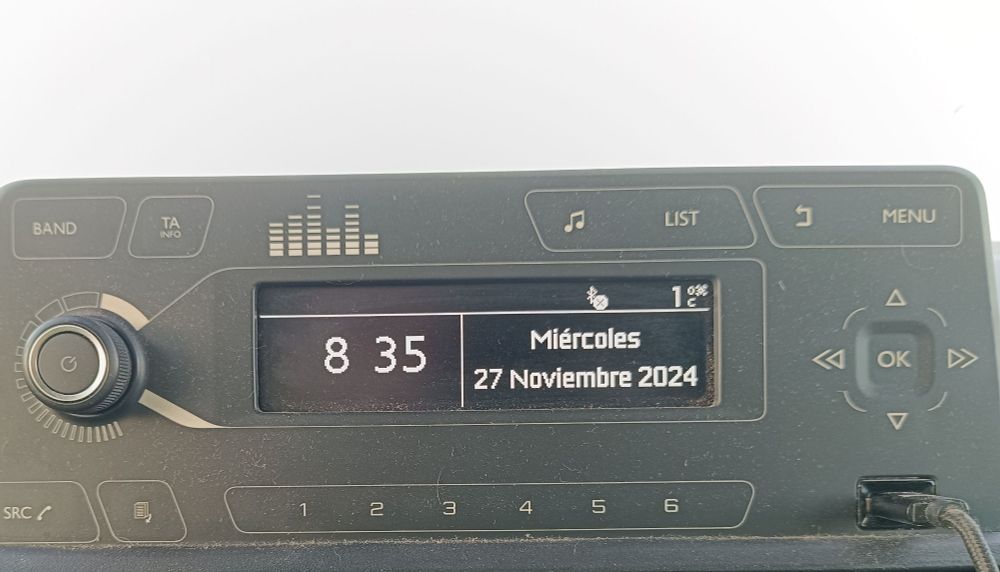 BAND
TA
INFO
LIST
MENU
1 °C
8 35
Miércoles
27 Noviembre 2024
OK
SRC
1 2 3 4 5 6